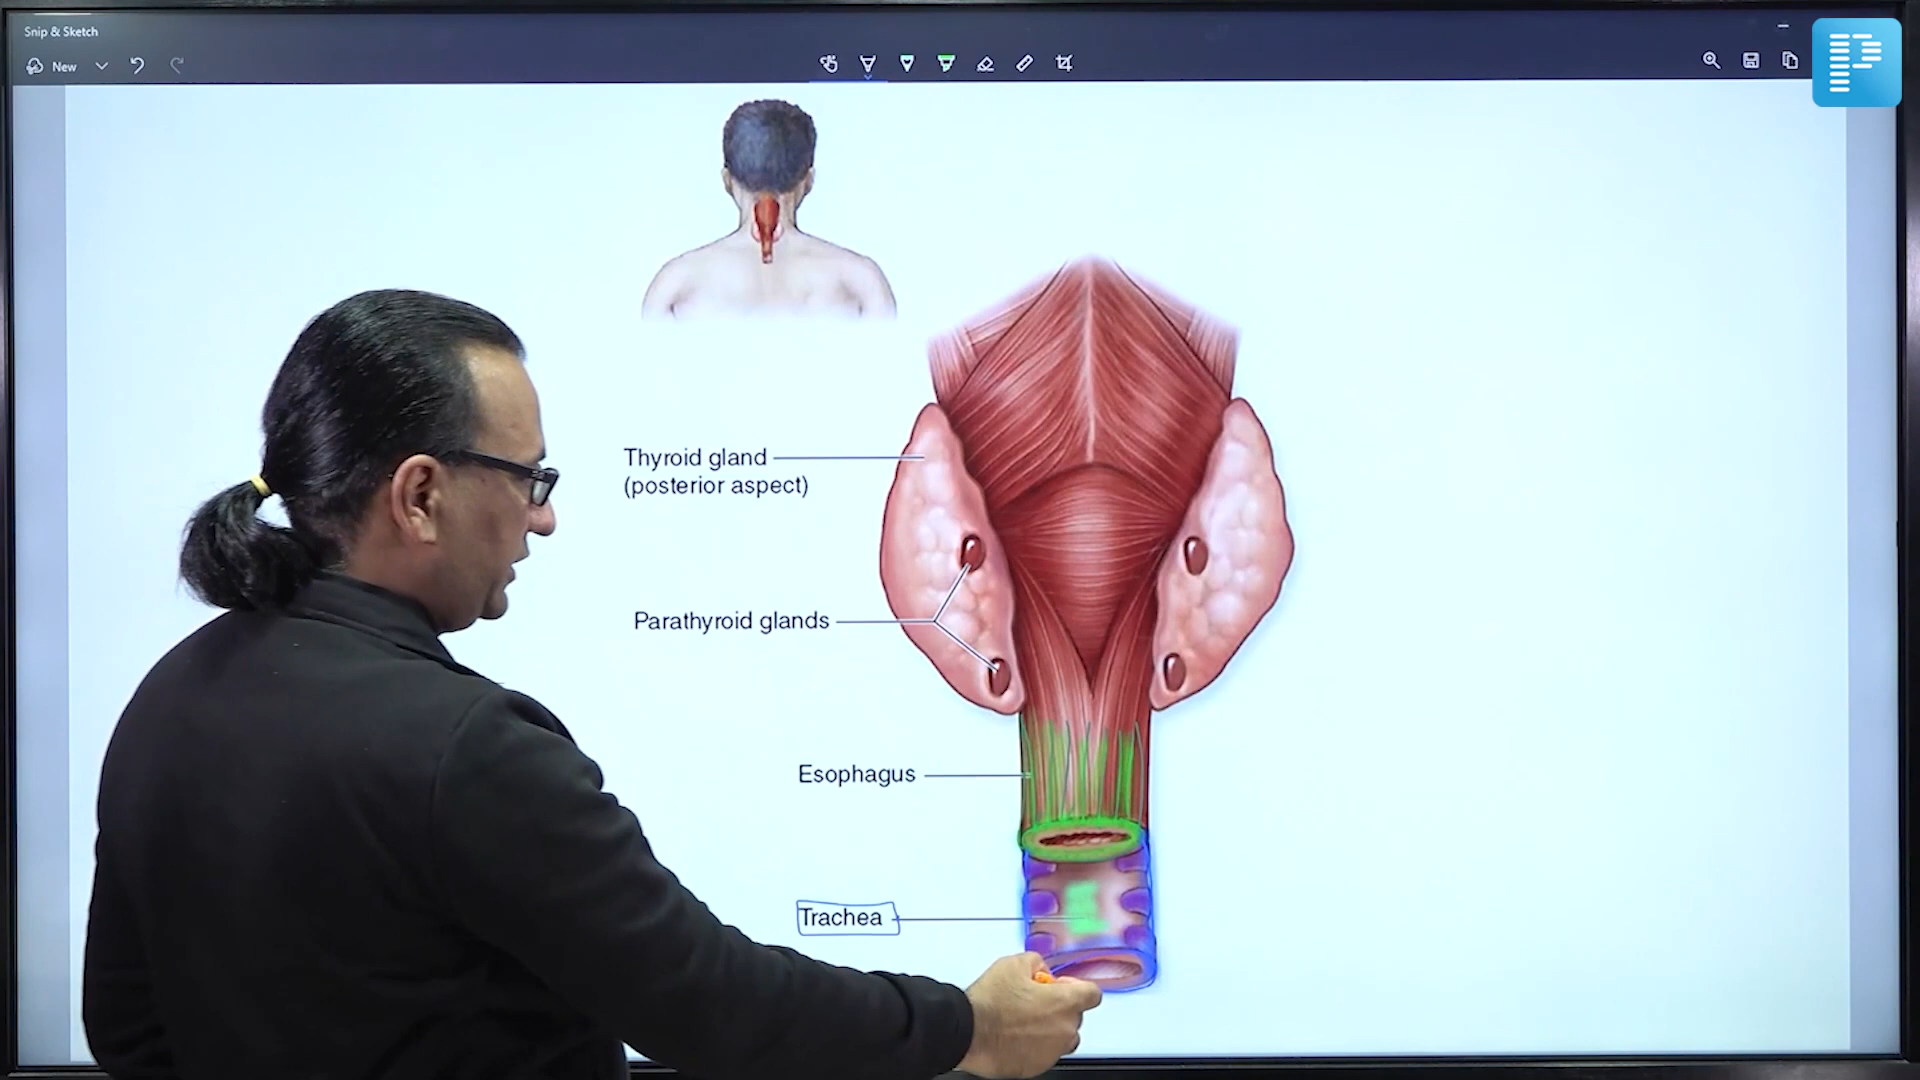 Snip & Sketch
New
Thyroid gland
(posterior aspect)
Parathyroid glands
Esophagus
Trachea